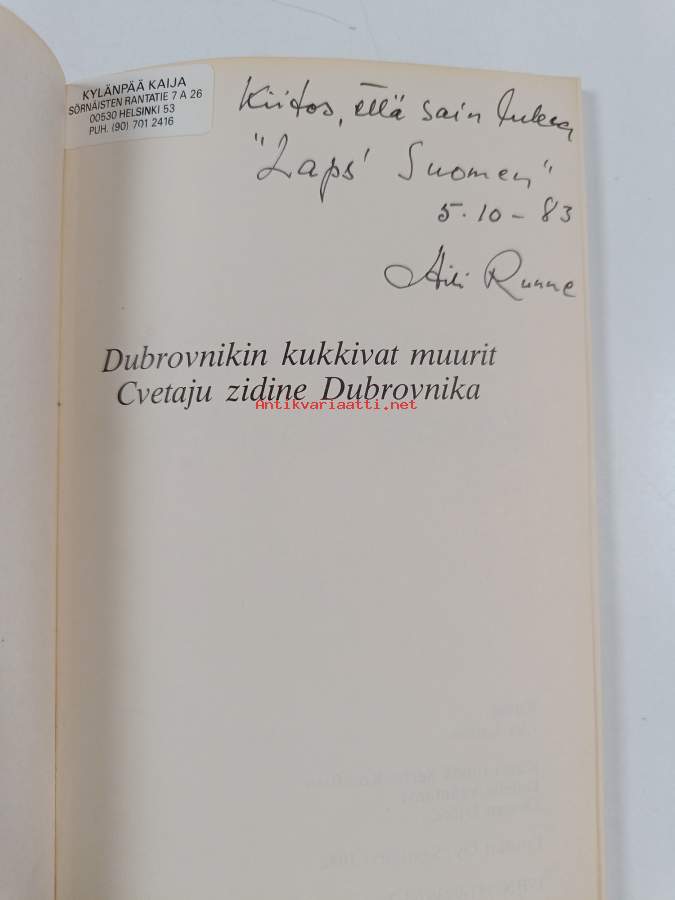 KYLÄNPÄÄ KAIJA
SÖRNÄISTEN RANTATIE 7 A 26
00530 HELSINKI 53
PUH. (90) 701 2416
Kiitos, että sain lukea
"Laps' Suomen"
5.10 - 83
Aili Runne
Dubrovnikin kukkivat muurit
Cvetaju zidine Dubrovnika
Antikvariaatti.net